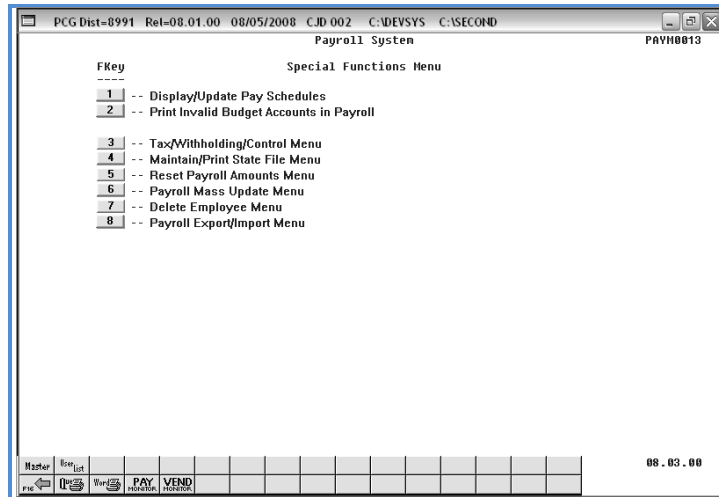 PCG Dist=8991 Rel=08.01.00 08/05/2008 CJD 002 C:\DEVSYS C:\SECOND
Payroll System PAYM0013
FKey Special Functions Menu
----
1 -- Display/Update Pay Schedules
2 -- Print Invalid Budget Accounts in Payroll
3 -- Tax/Withholding/Control Menu
4 -- Maintain/Print State File Menu
5 -- Reset Payroll Amounts Menu
6 -- Payroll Mass Update Menu
7 -- Delete Employee Menu
8 -- Payroll Export/Import Menu
Master User List 08.03.00
F16 Que Word PAY MONITOR VEND MONITOR